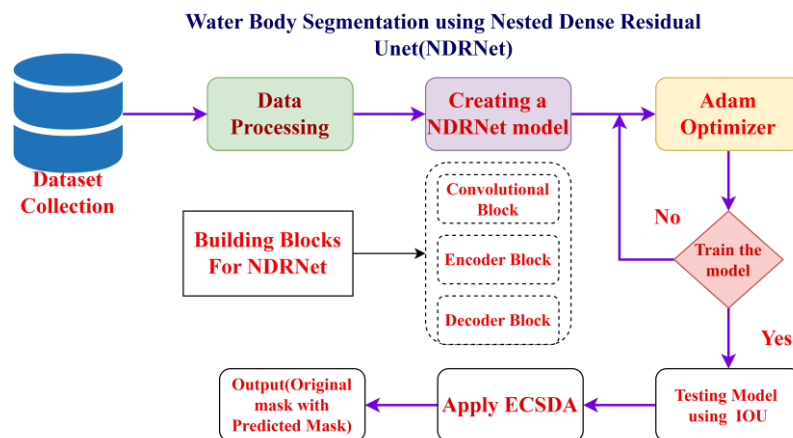 Water Body Segmentation using Nested Dense Residual
Unet(NDRNet)
Dataset
Collection
Data
Processing
Creating a
NDRNet model
Adam
Optimizer
Building Blocks
For NDRNet
Convolutional
Block
Encoder Block
Decoder Block
No
Train the
model
Yes
Output(Original
mask with
Predicted Mask)
Apply ECSDA
Testing Model
using IOU